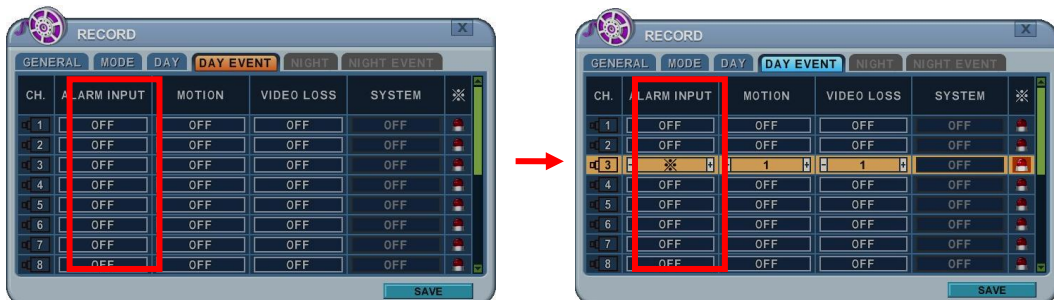 RECORD
X
GENERAL MODE DAY DAY EVENT NIGHT NIGHT EVENT
CH. ALARM INPUT MOTION VIDEO LOSS SYSTEM ※
1 OFF OFF OFF OFF
2 OFF OFF OFF OFF
3 OFF OFF OFF OFF
4 OFF OFF OFF OFF
5 OFF OFF OFF OFF
6 OFF OFF OFF OFF
7 OFF OFF OFF OFF
8 OFF OFF OFF OFF
SAVE
RECORD
X
GENERAL MODE DAY DAY EVENT NIGHT NIGHT EVENT
CH. ALARM INPUT MOTION VIDEO LOSS SYSTEM ※
1 OFF OFF OFF OFF
2 OFF OFF OFF OFF
3 - ※ + - 1 + - 1 + OFF
4 OFF OFF OFF OFF
5 OFF OFF OFF OFF
6 OFF OFF OFF OFF
7 OFF OFF OFF OFF
8 OFF OFF OFF OFF
SAVE